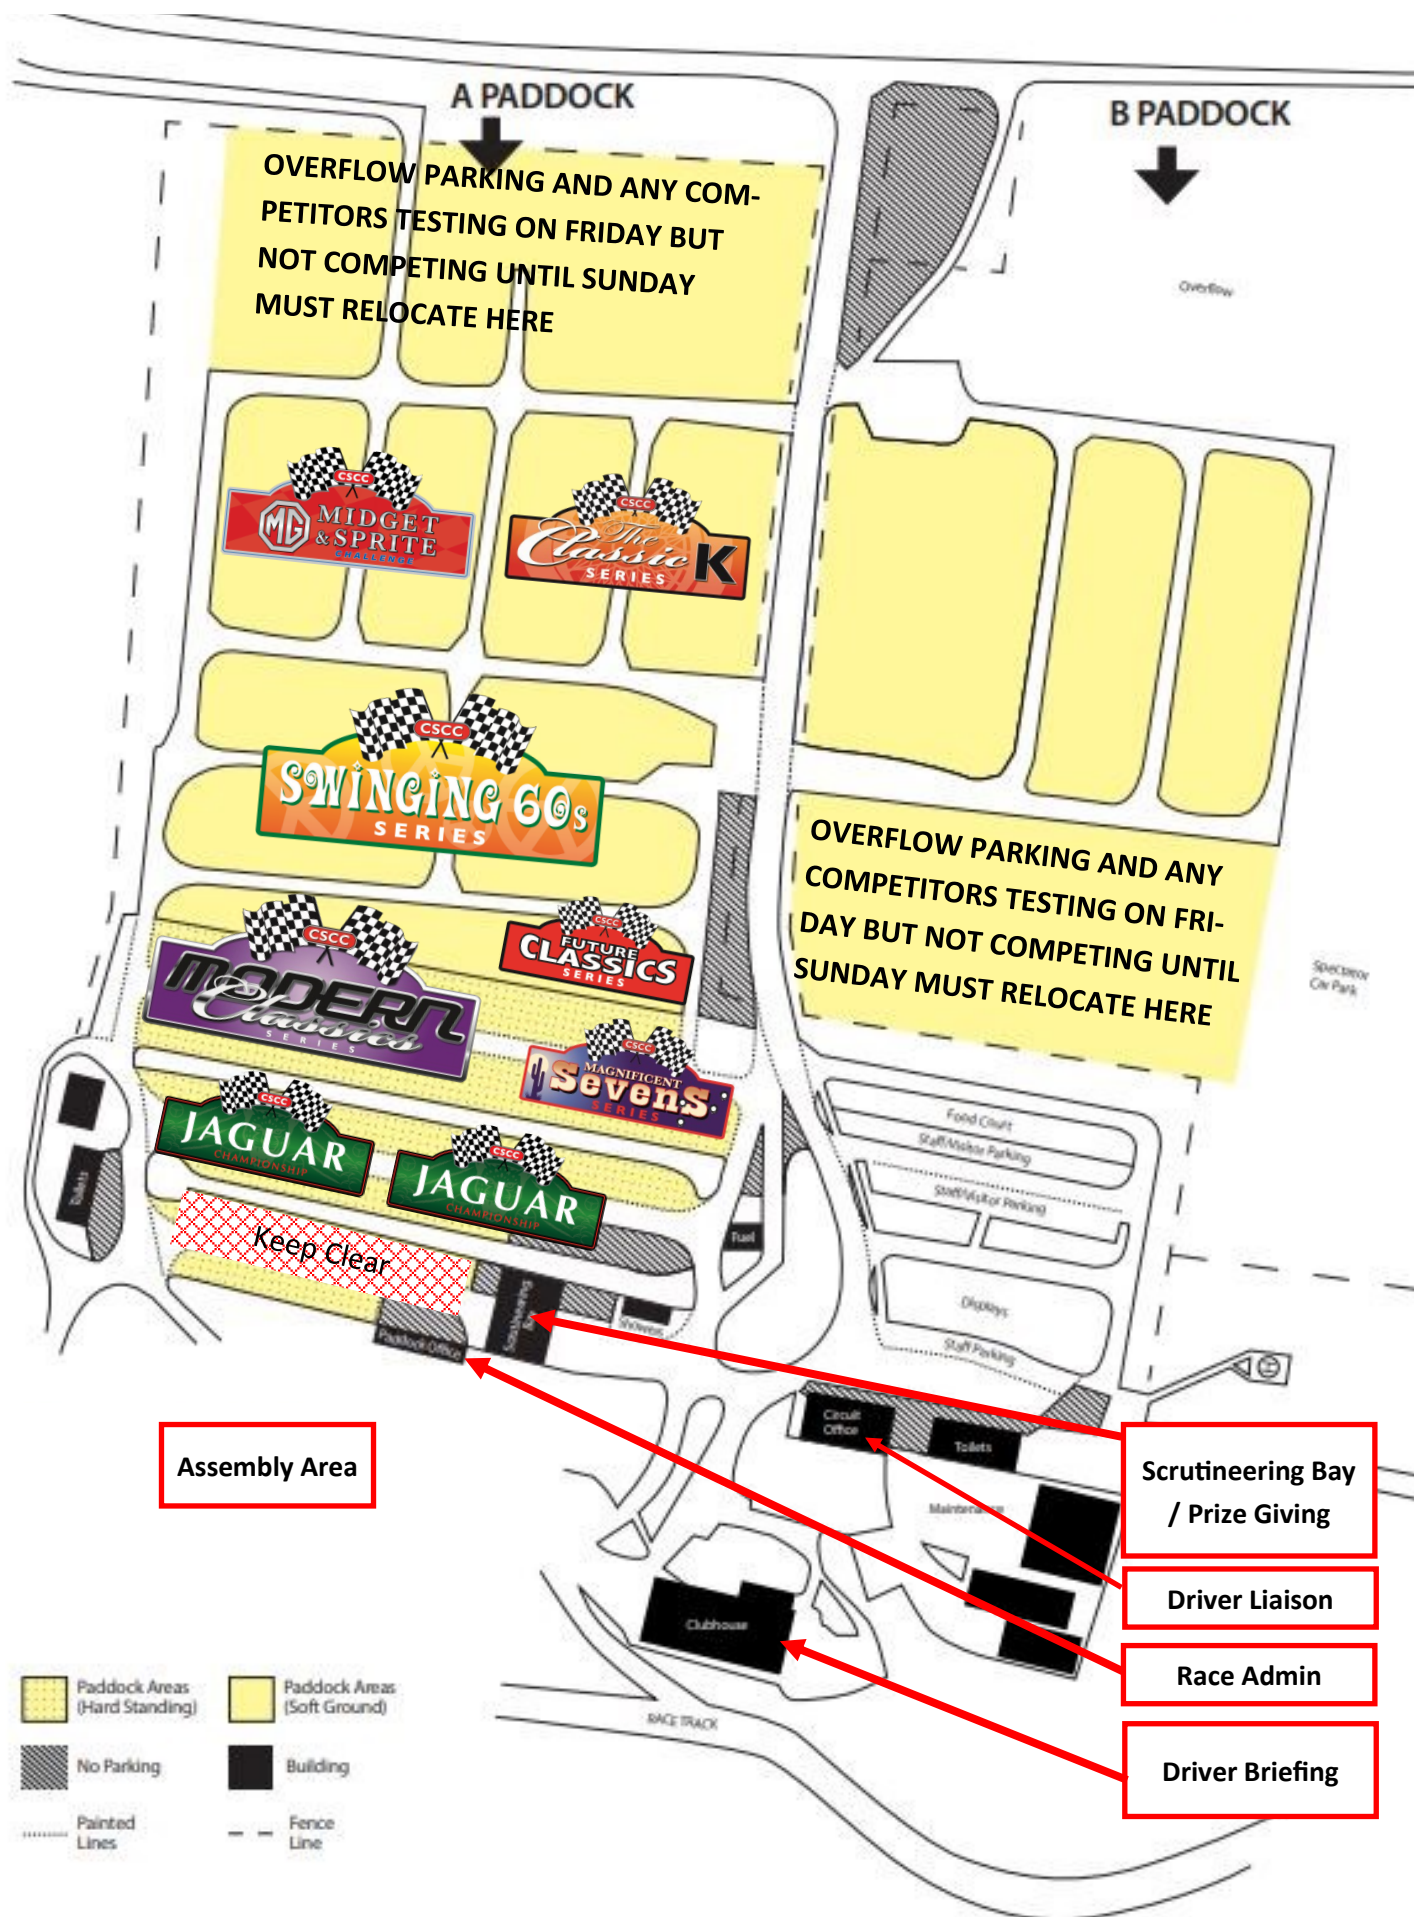 A PADDOCK
B PADDOCK
OVERFLOW PARKING AND ANY COM-
PETITORS TESTING ON FRIDAY BUT
NOT COMPETING UNTIL SUNDAY
MUST RELOCATE HERE
Overflow
CSCC
MG MIDGET
& SPRITE
CHALLENGE
CSCC
The
Classic K
SERIES
CSCC
SWINGING 60s
SERIES
OVERFLOW PARKING AND ANY
COMPETITORS TESTING ON FRI-
DAY BUT NOT COMPETING UNTIL
SUNDAY MUST RELOCATE HERE
Spectator
Car Park
CSCC
MODERN
Classics
SERIES
CSCC
FUTURE
CLASSICS
SERIES
CSCC
MAGNIFICENT
SevenS
SERIES
CSCC
JAGUAR
CHAMPIONSHIP
CSCC
JAGUAR
CHAMPIONSHIP
Toilets
Food Court
Staff/Visitor Parking
Staff/Visitor Parking
Fuel
Keep Clear
Displays
Staff Parking
Scrutineering
Bay
Showers
Paddock Office
H
Circuit
Office
Toilets
Assembly Area
Scrutineering Bay
/ Prize Giving
Maintenance
Driver Liaison
Clubhouse
Race Admin
RACE TRACK
Driver Briefing
Paddock Areas
(Hard Standing)
Paddock Areas
(Soft Ground)
No Parking
Building
Painted
Lines
Fence
Line